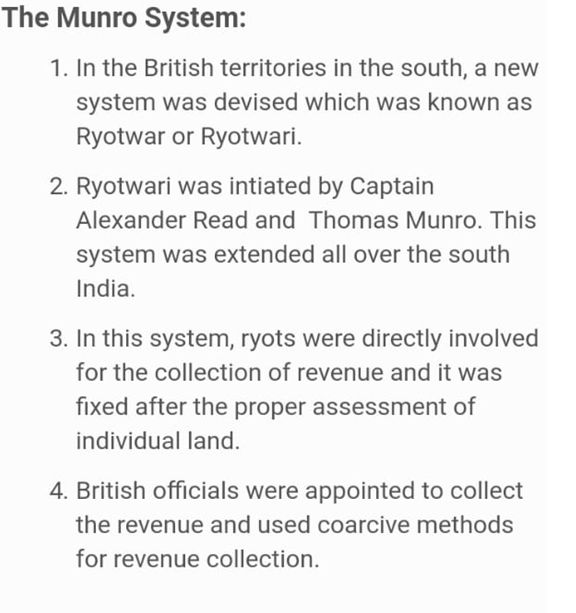 The Munro System:
1. In the British territories in the south, a new
system was devised which was known as
Ryotwar or Ryotwari.
2. Ryotwari was intiated by Captain
Alexander Read and Thomas Munro. This
system was extended all over the south
India.
3. In this system, ryots were directly involved
for the collection of revenue and it was
fixed after the proper assessment of
individual land.
4. British officials were appointed to collect
the revenue and used coarcive methods
for revenue collection.